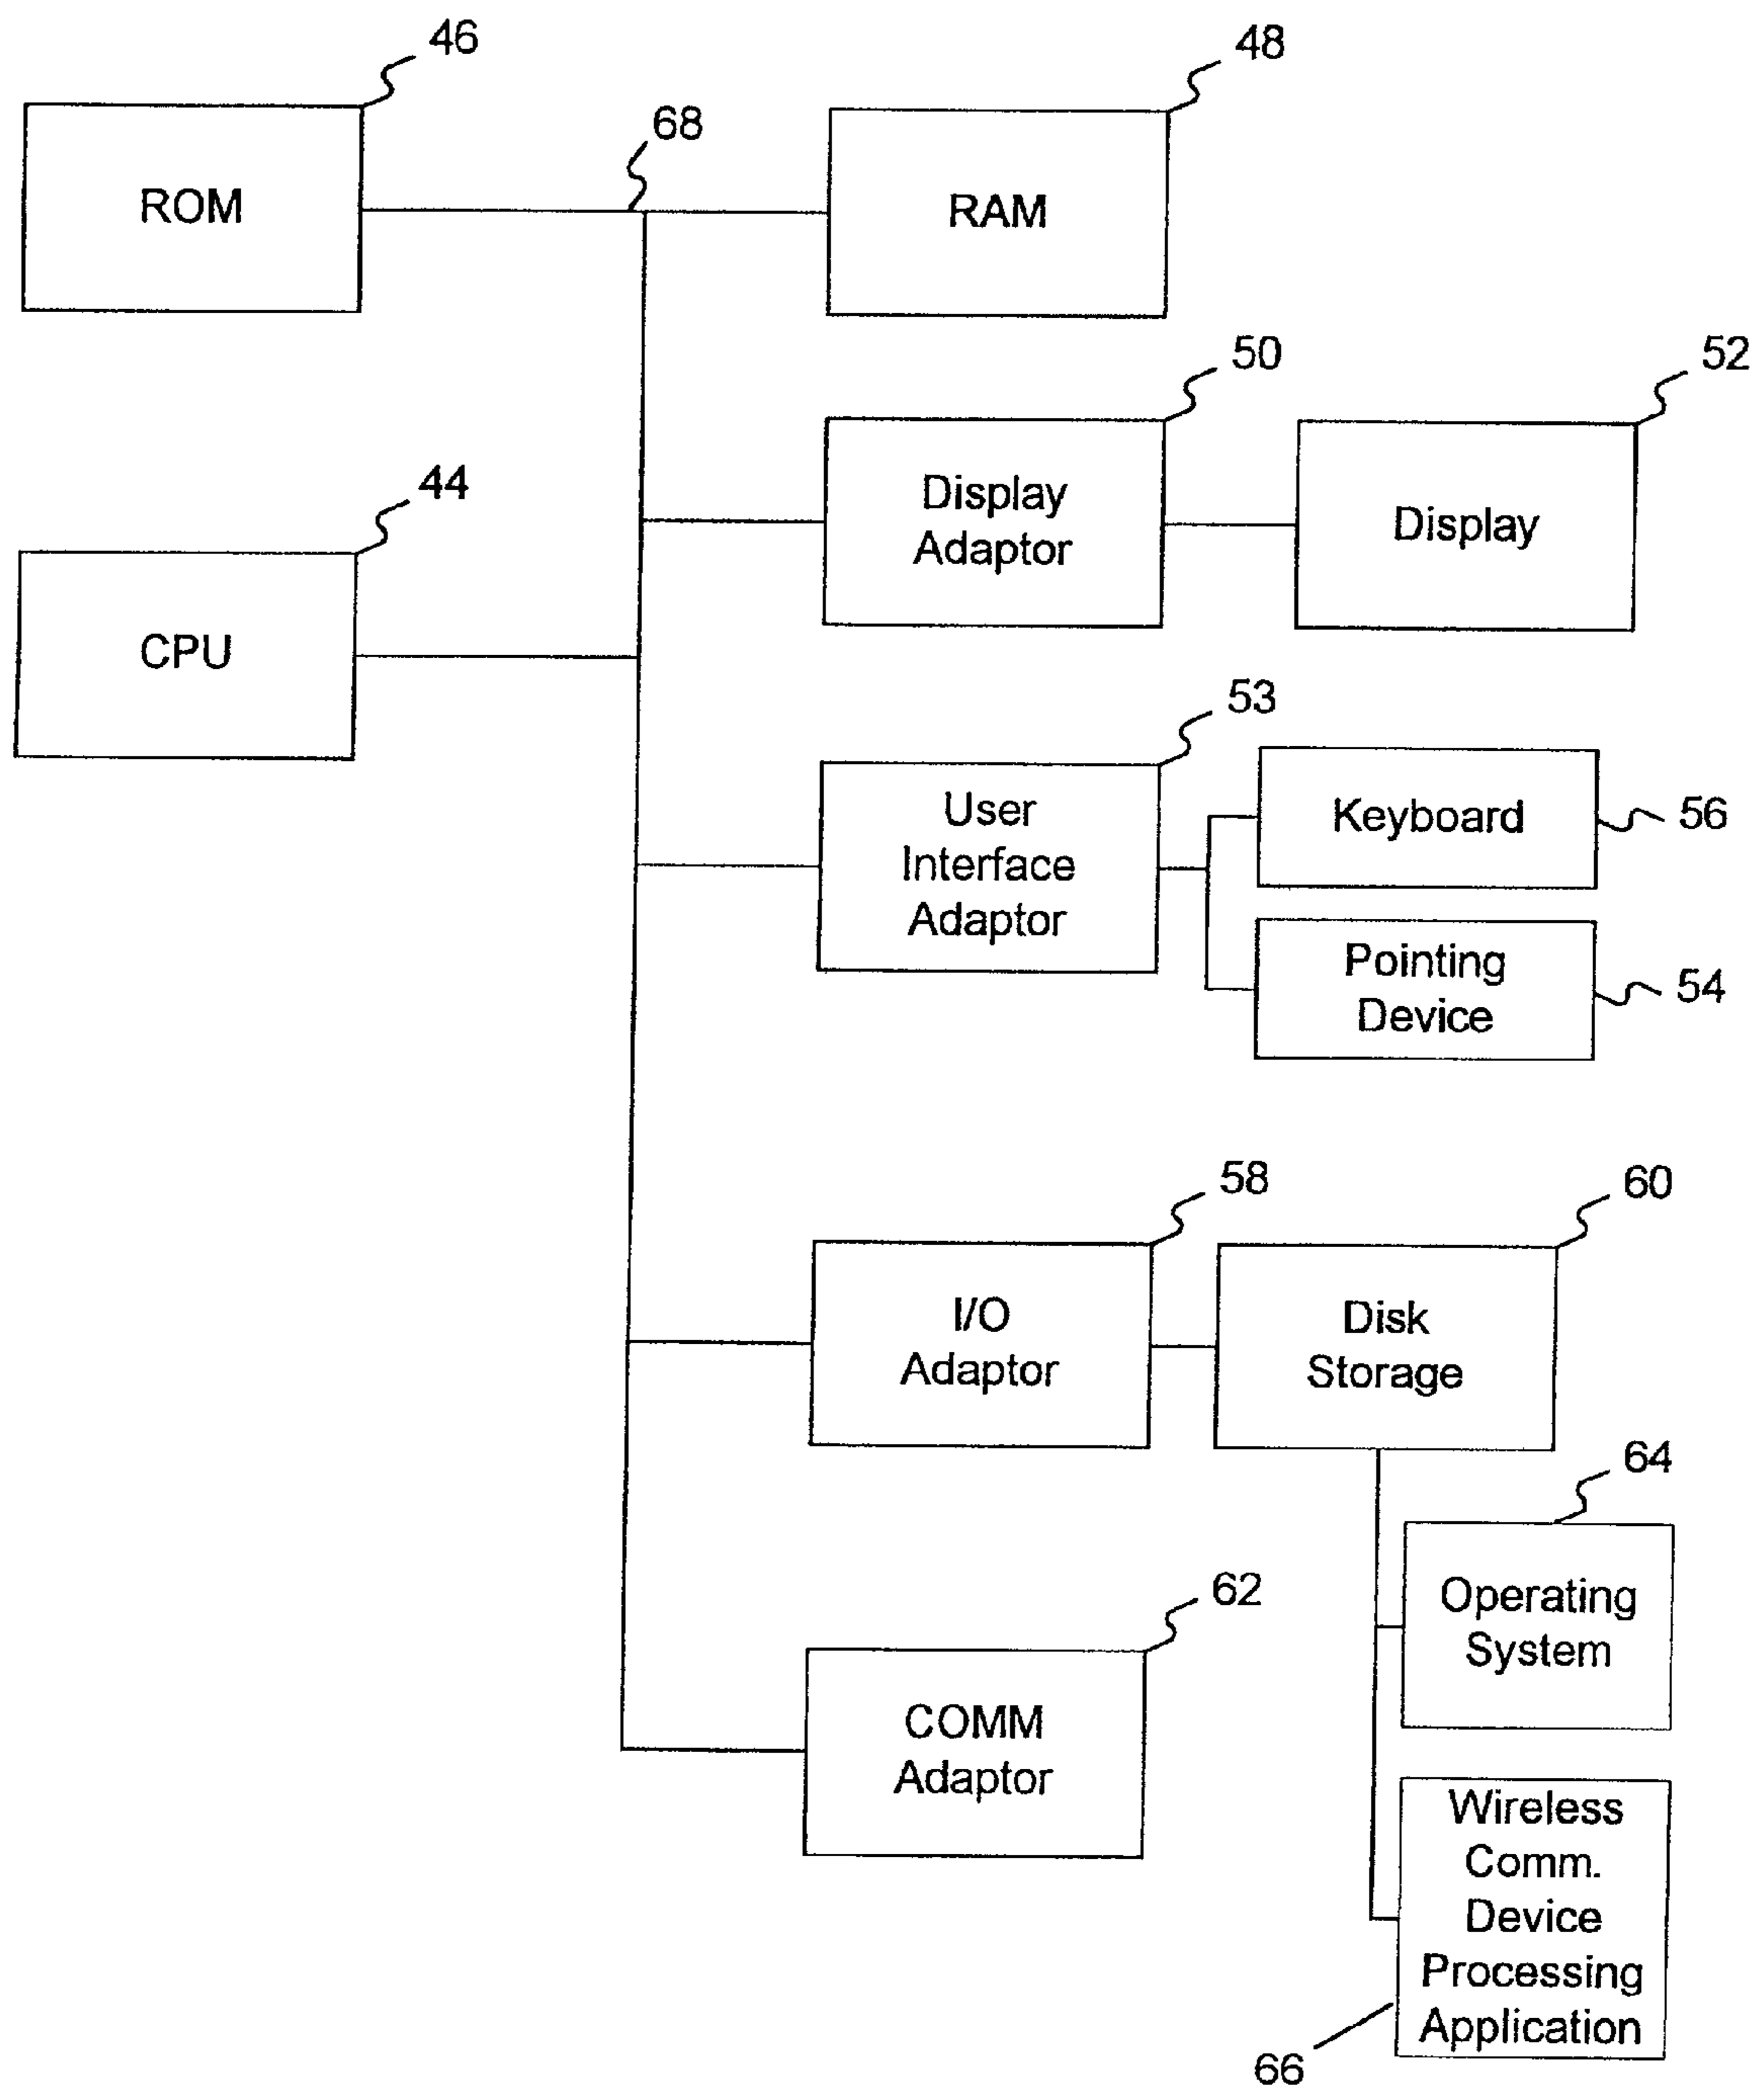 46
48
68
ROM
RAM
50
52
Display
Adaptor
Display
44
CPU
53
User
Interface
Adaptor
Keyboard
56
Pointing
Device
54
58
60
I/O
Adaptor
Disk
Storage
64
Operating
System
62
COMM
Adaptor
Wireless
Comm.
Device
Processing
Application
66